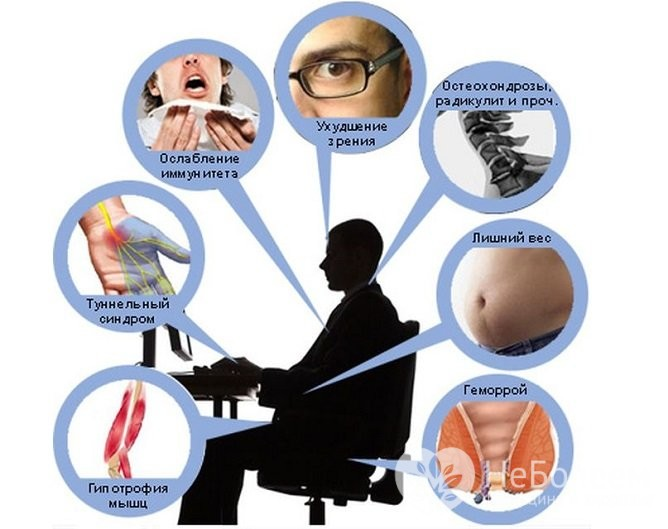 Остеохондрозы,
радикулит и проч.
Ухудшение
зрения
Ослабление
иммунитета
Лишний вес
Туннельный
синдром
Геморрой
Гипотрофия
мышц